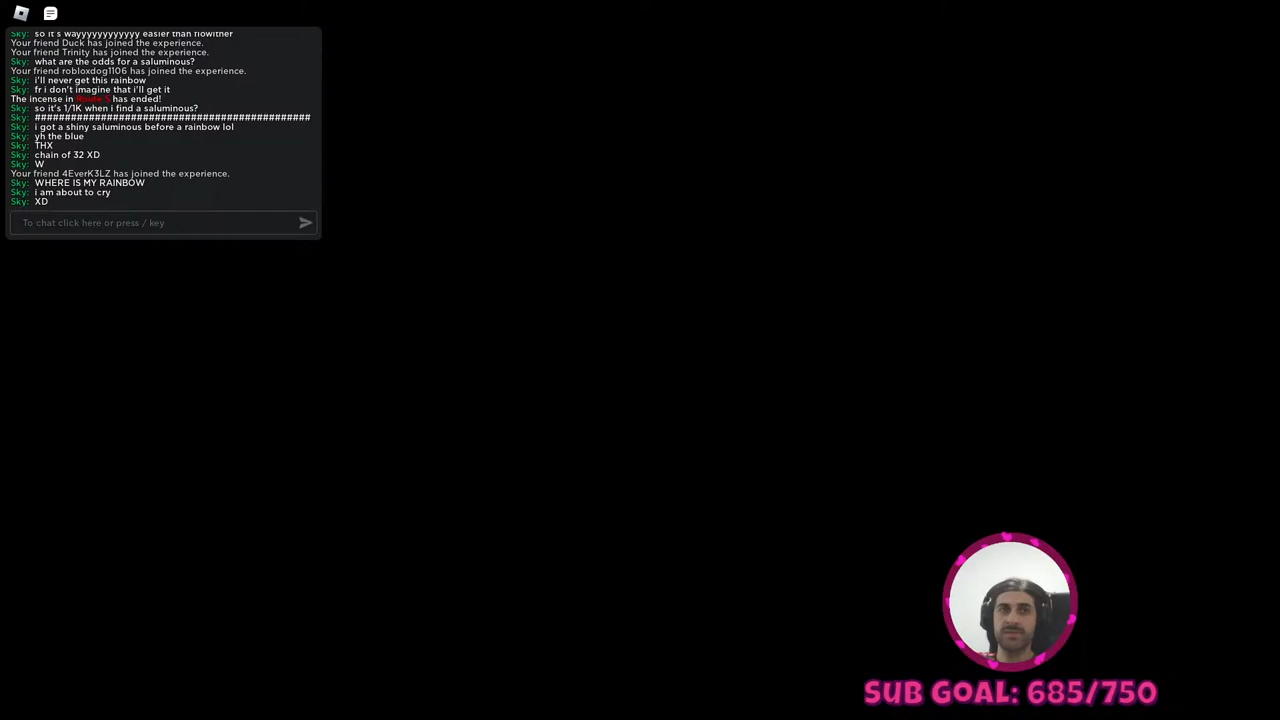 Sky: so it's wayyyyyyyyyyyy easier than flowither
Your friend Duck has joined the experience.
Your friend Trinity has joined the experience.
Sky: what are the odds for a saluminous?
Your friend robloxdog1106 has joined the experience.
Sky: i'll never get this rainbow
Sky: fr i don't imagine that i'll get it
The incense in Route 5 has ended!
Sky: so it's 1/1K when i find a saluminous?
Sky: ##############################################
Sky: i got a shiny saluminous before a rainbow lol
Sky: yh the blue
Sky: THX
Sky: chain of 32 XD
Sky: W
Your friend 4EverK3LZ has joined the experience.
Sky: WHERE IS MY RAINBOW
Sky: i am about to cry
Sky: XD
To chat click here or press / key
SUB GOAL: 685/750